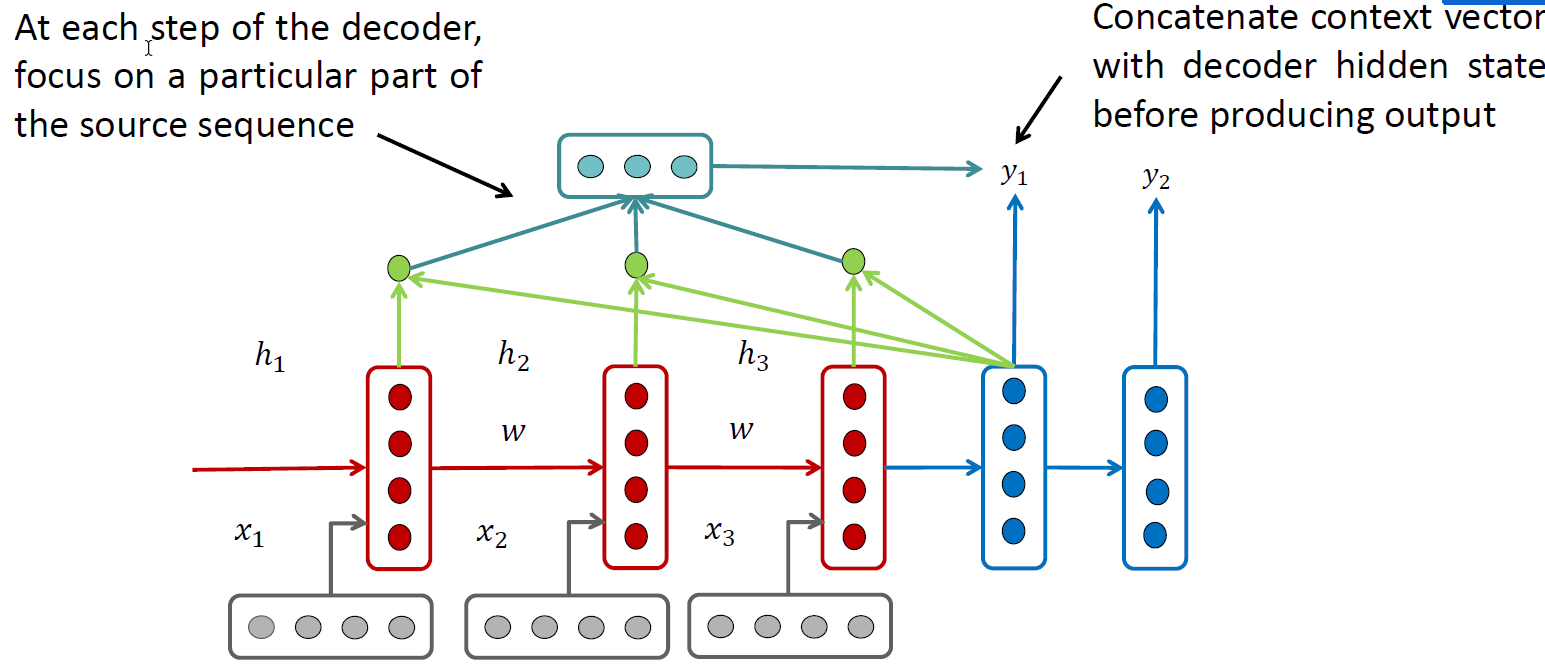 At each step of the decoder,
focus on a particular part of
the source sequence
Concatenate context vector
with decoder hidden state
before producing output
y₁
y₂
h₁
h₂
h₃
w
w
x₁
x₂
x₃